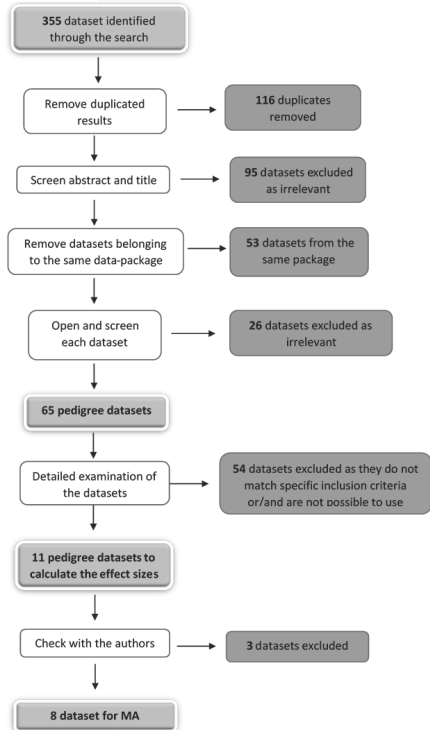 355 dataset identified
through the search
Remove duplicated
results
116 duplicates
removed
Screen abstract and title
95 datasets excluded
as irrelevant
Remove datasets belonging
to the same data-package
53 datasets from the
same package
Open and screen
each dataset
26 datasets excluded as
irrelevant
65 pedigree datasets
Detailed examination of
the datasets
54 datasets excluded as they do not
match specific inclusion criteria
or/and are not possible to use
11 pedigree datasets to
calculate the effect sizes
Check with the authors
3 datasets excluded
8 dataset for MA